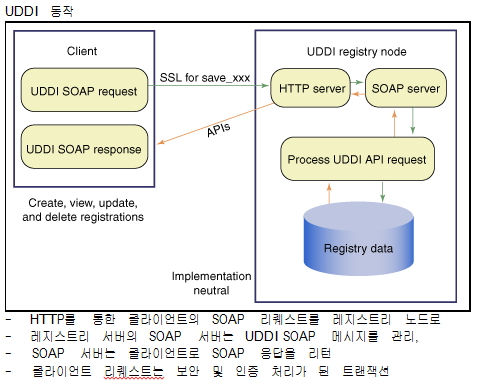 UDDI 동작
Client
UDDI registry node
UDDI SOAP request
SSL for save_xxx
HTTP server
SOAP server
UDDI SOAP response
APIs
Process UDDI API request
Create, view, update,
and delete registrations
Registry data
Implementation
neutral
- HTTP를 통한 클라이언트의 SOAP 리퀘스트를 레지스트리 노드로
- 레지스트리 서버의 SOAP 서버는 UDDI SOAP 메시지를 관리,
- SOAP 서버는 클라이언트로 SOAP 응답을 리턴
- 클라이언트 리퀘스트는 보안 및 인증 처리가 된 트랜잭션